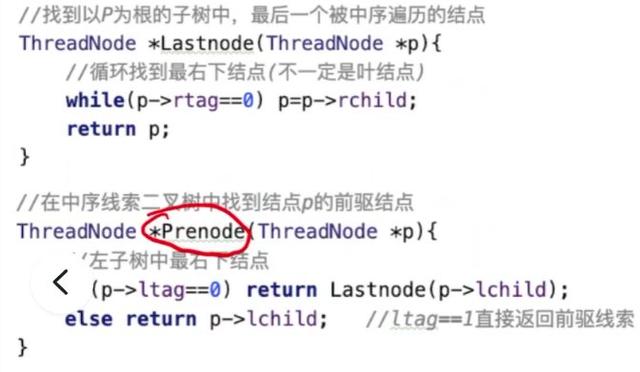 //找到以P为根的子树中，最后一个被中序遍历的结点
ThreadNode *Lastnode(ThreadNode *p){
//循环找到最右下结点(不一定是叶结点)
while(p->rtag==0) p=p->rchild;
return p;
}
//在中序线索二叉树中找到结点p的前驱结点
ThreadNode *Prenode(ThreadNode *p){
/左子树中最右下结点
(p->ltag==0) return Lastnode(p->lchild);
else return p->lchild; //ltag==1直接返回前驱线索
}